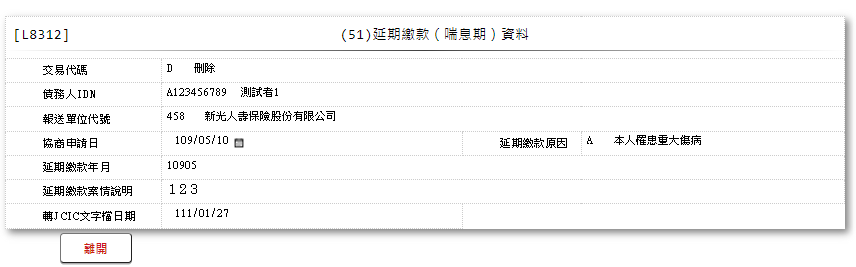 [L8312] (51)延期繳款（喘息期）資料
交易代碼 D 刪除
債務人IDN A123456789 測試者1
報送單位代號 458 新光人壽保險股份有限公司
協商申請日 109/05/10 延期繳款原因 A 本人罹患重大傷病
延期繳款年月 10905
延期繳款案情說明 １２３
轉JCIC文字檔日期 111/01/27
離開